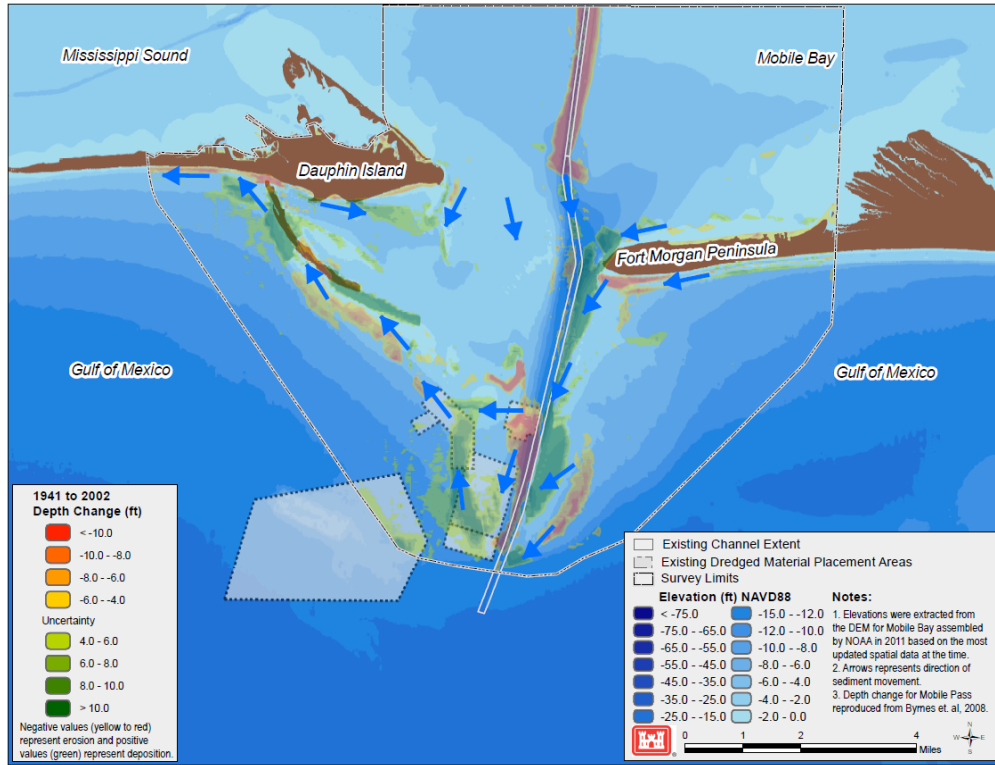 Mississippi Sound
Mobile Bay
Dauphin Island
Fort Morgan Peninsula
Gulf of Mexico
Gulf of Mexico
1941 to 2002
Depth Change (ft)
< -10.0
-10.0 - -8.0
-8.0 - -6.0
-6.0 - -4.0
Uncertainty
4.0 - 6.0
6.0 - 8.0
8.0 - 10.0
> 10.0
Negative values (yellow to red)
represent erosion and positive
values (green) represent deposition.
Existing Channel Extent
Existing Dredged Material Placement Areas
Survey Limits
Elevation (ft) NAVD88
< -75.0
-75.0 - -65.0
-65.0 - -55.0
-55.0 - -45.0
-45.0 - -35.0
-35.0 - -25.0
-25.0 - -15.0
-15.0 - -12.0
-12.0 - -10.0
-10.0 - -8.0
-8.0 - -6.0
-6.0 - -4.0
-4.0 - -2.0
-2.0 - 0.0
Notes:
1. Elevations were extracted from
the DEM for Mobile Bay assembled
by NOAA in 2011 based on the most
updated spatial data at the time.
2. Arrows represents direction of
sediment movement.
3. Depth change for Mobile Pass
reproduced from Byrnes et. al, 2008.
®
0 1 2 4
Miles
N
W E
S